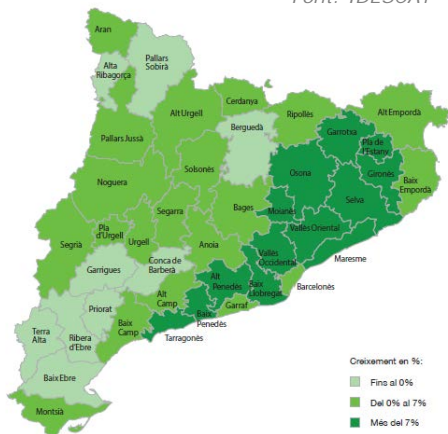 Font: IDESCAT
Aran
Alta
Ribagorça
Pallars
Sobirà
Alt Urgell
Cerdanya
Ripollès
Alt Empordà
Berguedà
Garrotxa
Pla de
l'Estany
Pallars Jussà
Solsonès
Osona
Gironès
Baix
Empordà
Noguera
Bages
Moianès
Selva
Segarra
Vallès Oriental
Segrià
Pla
d'Urgell
Urgell
Anoia
Vallès
Occidental
Maresme
Garrigues
Conca de
Barberà
Alt
Penedès
Baix
Llobregat
Barcelonès
Priorat
Alt
Camp
Garraf
Baix
Penedès
Terra
Alta
Ribera
d'Ebre
Baix
Camp
Tarragonès
Baix Ebre
Montsià
Creixement en %:
Fins al 0%
Del 0% al 7%
Més del 7%